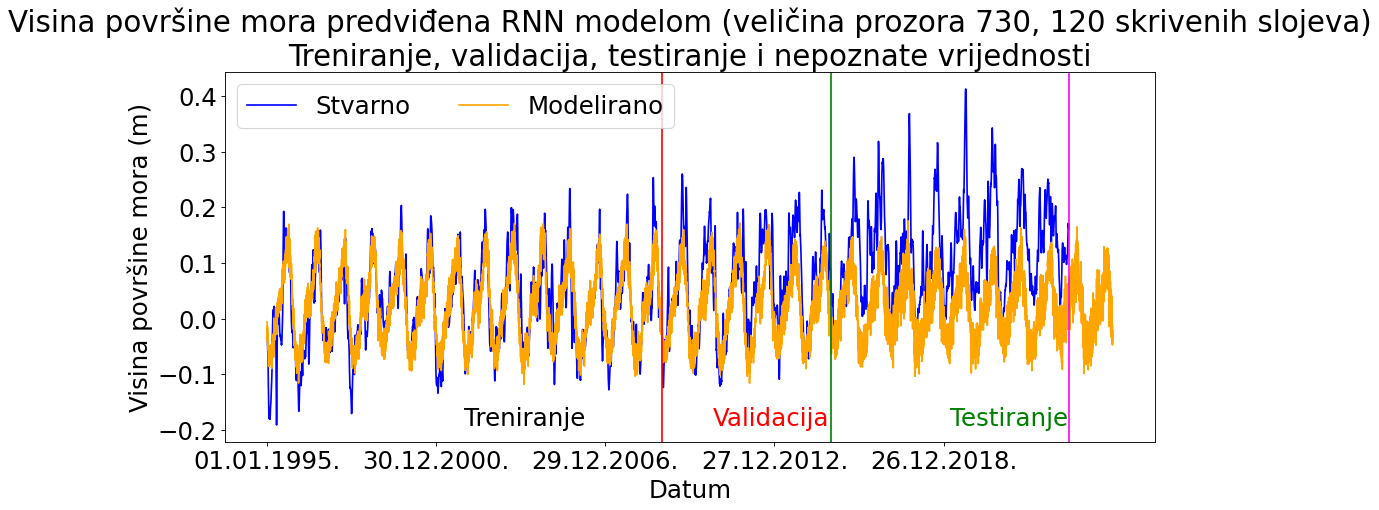 Visina površine mora predviđena RNN modelom (veličina prozora 730, 120 skrivenih slojeva)
Treniranje, validacija, testiranje i nepoznate vrijednosti
Stvarno
Modelirano
Visina površine mora (m)
0.4
0.3
0.2
0.1
0.0
−0.1
−0.2
Treniranje
Validacija
Testiranje
01.01.1995.
30.12.2000.
29.12.2006.
27.12.2012.
26.12.2018.
Datum